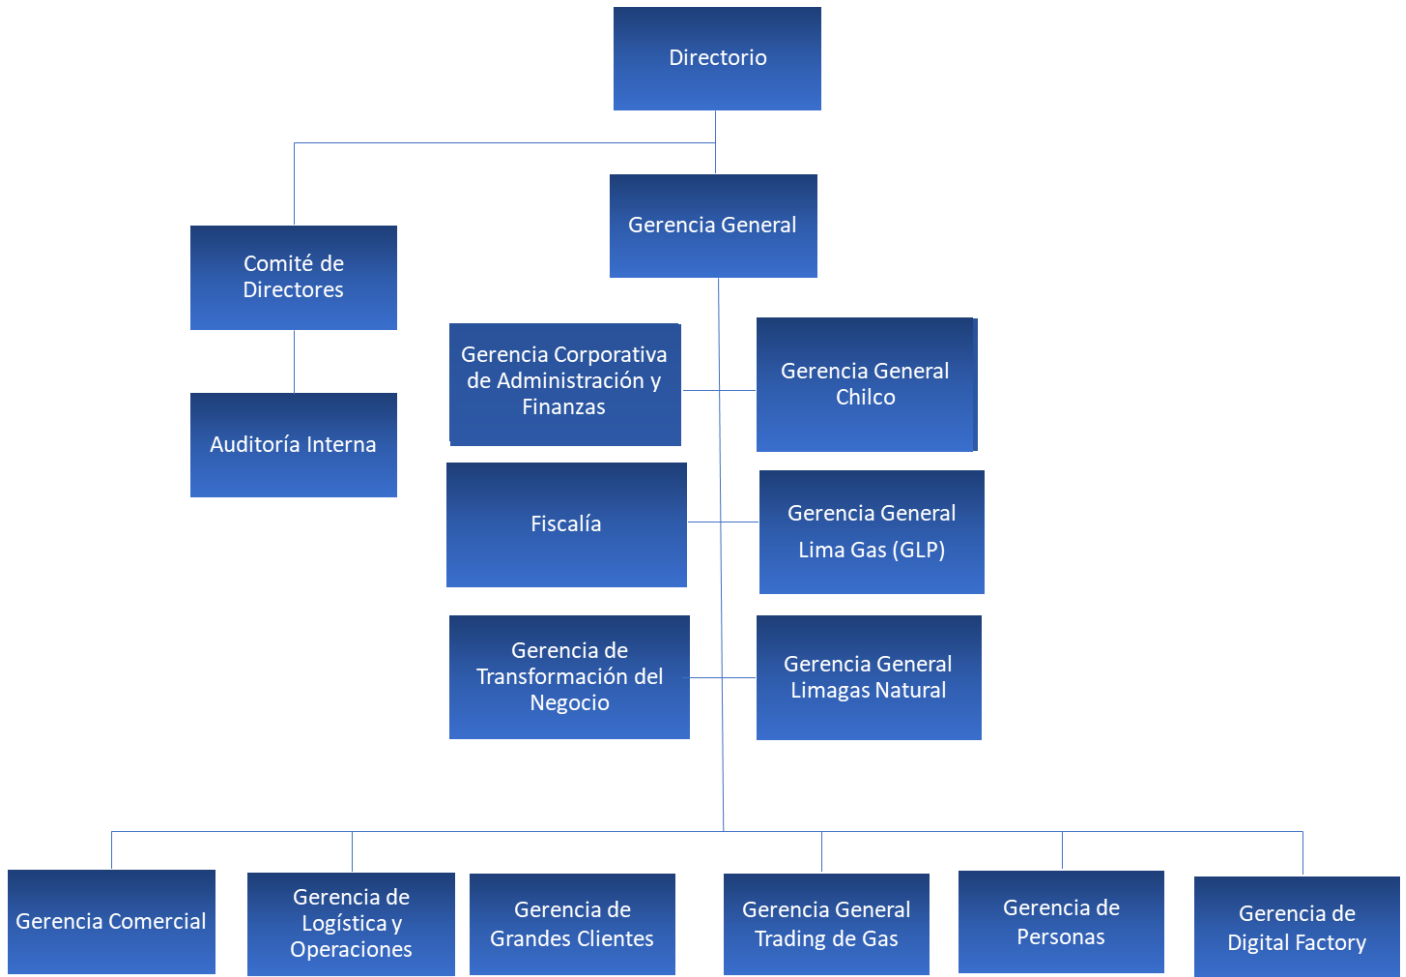 Directorio
Gerencia General
Comité de
Directores
Auditoría Interna
Gerencia Corporativa
de Administración y
Finanzas
Gerencia General
Chilco
Fiscalía
Gerencia General
Lima Gas (GLP)
Gerencia de
Transformación del
Negocio
Gerencia General
Limagas Natural
Gerencia Comercial
Gerencia de
Logística y
Operaciones
Gerencia de
Grandes Clientes
Gerencia General
Trading de Gas
Gerencia de
Personas
Gerencia de
Digital Factory